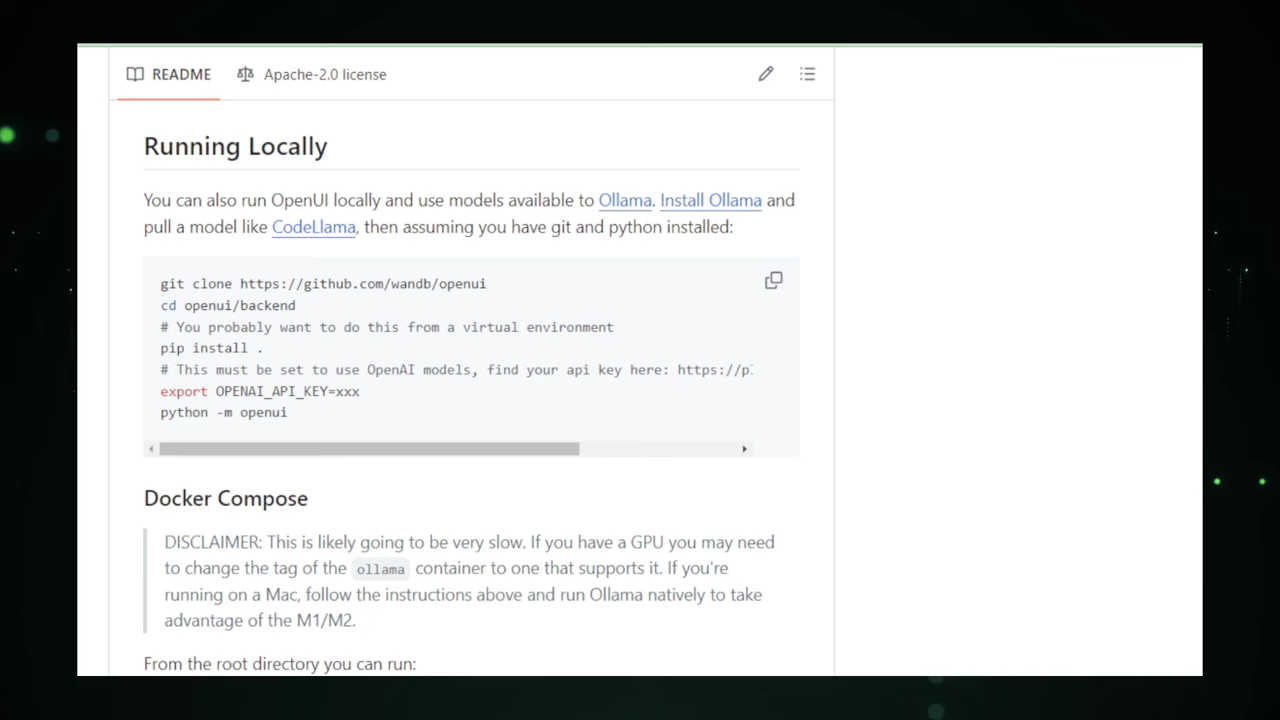 README
Apache-2.0 license
Running Locally
You can also run OpenUI locally and use models available to Ollama. Install Ollama and
pull a model like CodeLlama, then assuming you have git and python installed:
git clone https://github.com/wandb/openui
cd openui/backend
# You probably want to do this from a virtual environment
pip install .
# This must be set to use OpenAI models, find your api key here: https://p
export OPENAI_API_KEY=xxx
python -m openui
Docker Compose
DISCLAIMER: This is likely going to be very slow. If you have a GPU you may need
to change the tag of the ollama container to one that supports it. If you're
running on a Mac, follow the instructions above and run Ollama natively to take
advantage of the M1/M2.
From the root directory you can run: